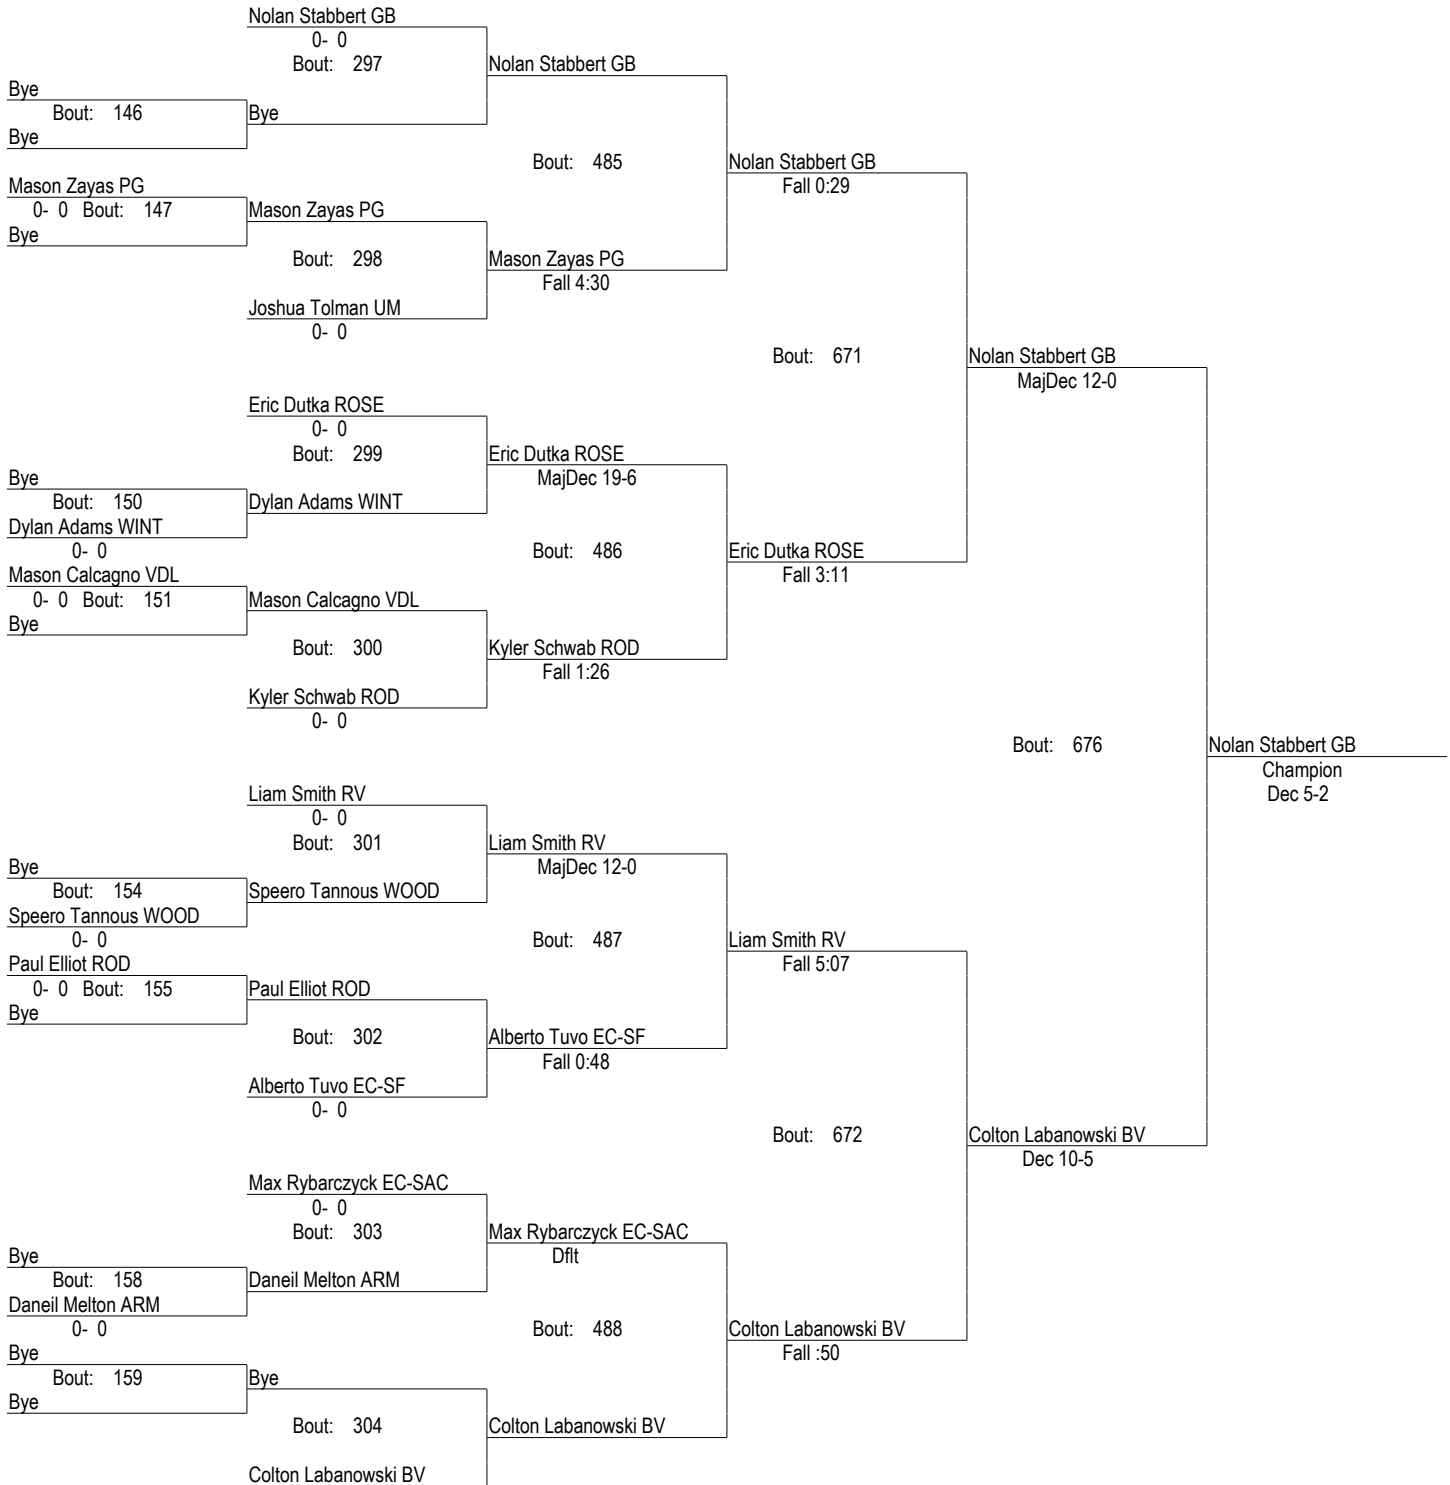 Nolan Stabbert GB
0- 0
Bout: 297
Nolan Stabbert GB
Bye
Bout: 146
Bye
Bye
Bout: 485
Nolan Stabbert GB
Fall 0:29
Mason Zayas PG
0- 0 Bout: 147
Mason Zayas PG
Bye
Bout: 298
Mason Zayas PG
Fall 4:30
Joshua Tolman UM
0- 0
Bout: 671
Nolan Stabbert GB
MajDec 12-0
Eric Dutka ROSE
0- 0
Bout: 299
Eric Dutka ROSE
MajDec 19-6
Bye
Bout: 150
Dylan Adams WINT
Dylan Adams WINT
0- 0
Bout: 486
Eric Dutka ROSE
Fall 3:11
Mason Calcagno VDL
0- 0 Bout: 151
Mason Calcagno VDL
Bye
Bout: 300
Kyler Schwab ROD
Fall 1:26
Kyler Schwab ROD
0- 0
Bout: 676
Nolan Stabbert GB
Champion
Dec 5-2
Liam Smith RV
0- 0
Bout: 301
Liam Smith RV
MajDec 12-0
Bye
Bout: 154
Speero Tannous WOOD
Speero Tannous WOOD
0- 0
Bout: 487
Liam Smith RV
Fall 5:07
Paul Elliot ROD
0- 0 Bout: 155
Paul Elliot ROD
Bye
Bout: 302
Alberto Tuvo EC-SF
Fall 0:48
Alberto Tuvo EC-SF
0- 0
Bout: 672
Colton Labanowski BV
Dec 10-5
Max Rybarczyck EC-SAC
0- 0
Bout: 303
Max Rybarczyck EC-SAC
Dflt
Bye
Bout: 158
Daneil Melton ARM
Daneil Melton ARM
0- 0
Bout: 488
Colton Labanowski BV
Fall :50
Bye
Bout: 159
Bye
Bye
Bout: 304
Colton Labanowski BV
Colton Labanowski BV